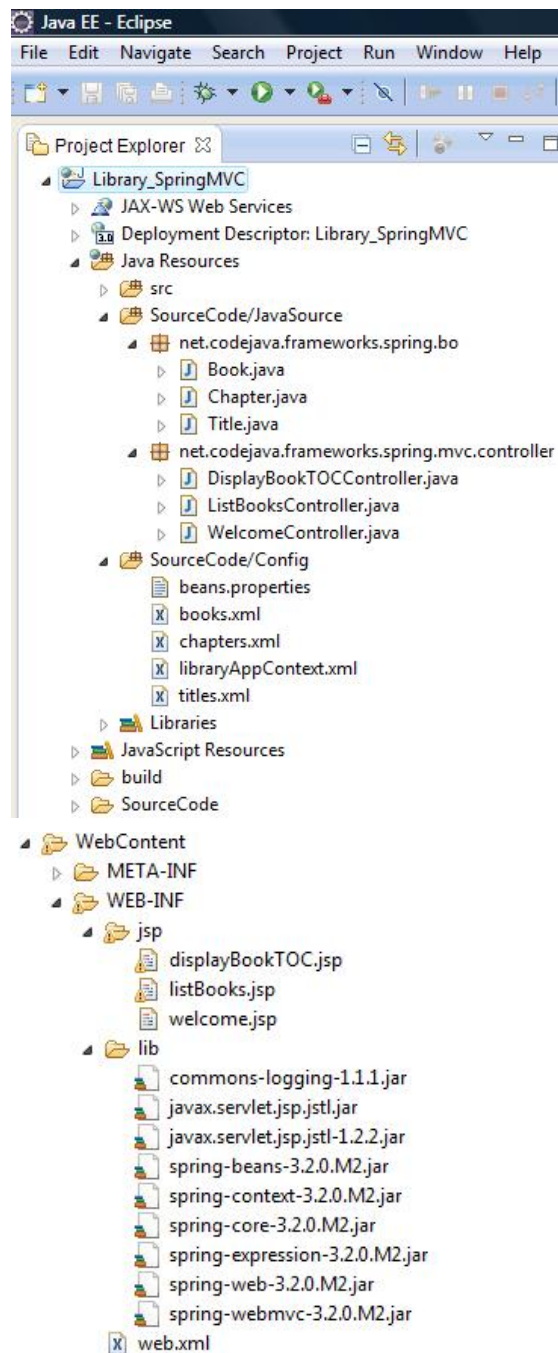 Java EE - Eclipse
File Edit Navigate Search Project Run Window Help
Project Explorer
Library_SpringMVC
JAX-WS Web Services
3.0 Deployment Descriptor: Library_SpringMVC
Java Resources
src
SourceCode/JavaSource
net.codejava.frameworks.spring.bo
Book.java
Chapter.java
Title.java
net.codejava.frameworks.spring.mvc.controller
DisplayBookTOCController.java
ListBooksController.java
WelcomeController.java
SourceCode/Config
beans.properties
books.xml
chapters.xml
libraryAppContext.xml
titles.xml
Libraries
JavaScript Resources
build
SourceCode
WebContent
META-INF
WEB-INF
jsp
displayBookTOC.jsp
listBooks.jsp
welcome.jsp
lib
commons-logging-1.1.1.jar
javax.servlet.jsp.jstl.jar
javax.servlet.jsp.jstl-1.2.2.jar
spring-beans-3.2.0.M2.jar
spring-context-3.2.0.M2.jar
spring-core-3.2.0.M2.jar
spring-expression-3.2.0.M2.jar
spring-web-3.2.0.M2.jar
spring-webmvc-3.2.0.M2.jar
web.xml